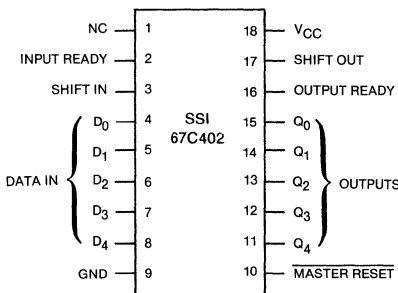 NC 1 18 VCC
INPUT READY 2 17 SHIFT OUT
SHIFT IN 3 16 OUTPUT READY
SSI
67C402
D0 4 15 Q0
D1 5 14 Q1
DATA IN D2 6 13 Q2 OUTPUTS
D3 7 12 Q3
D4 8 11 Q4
GND 9 10 MASTER RESET